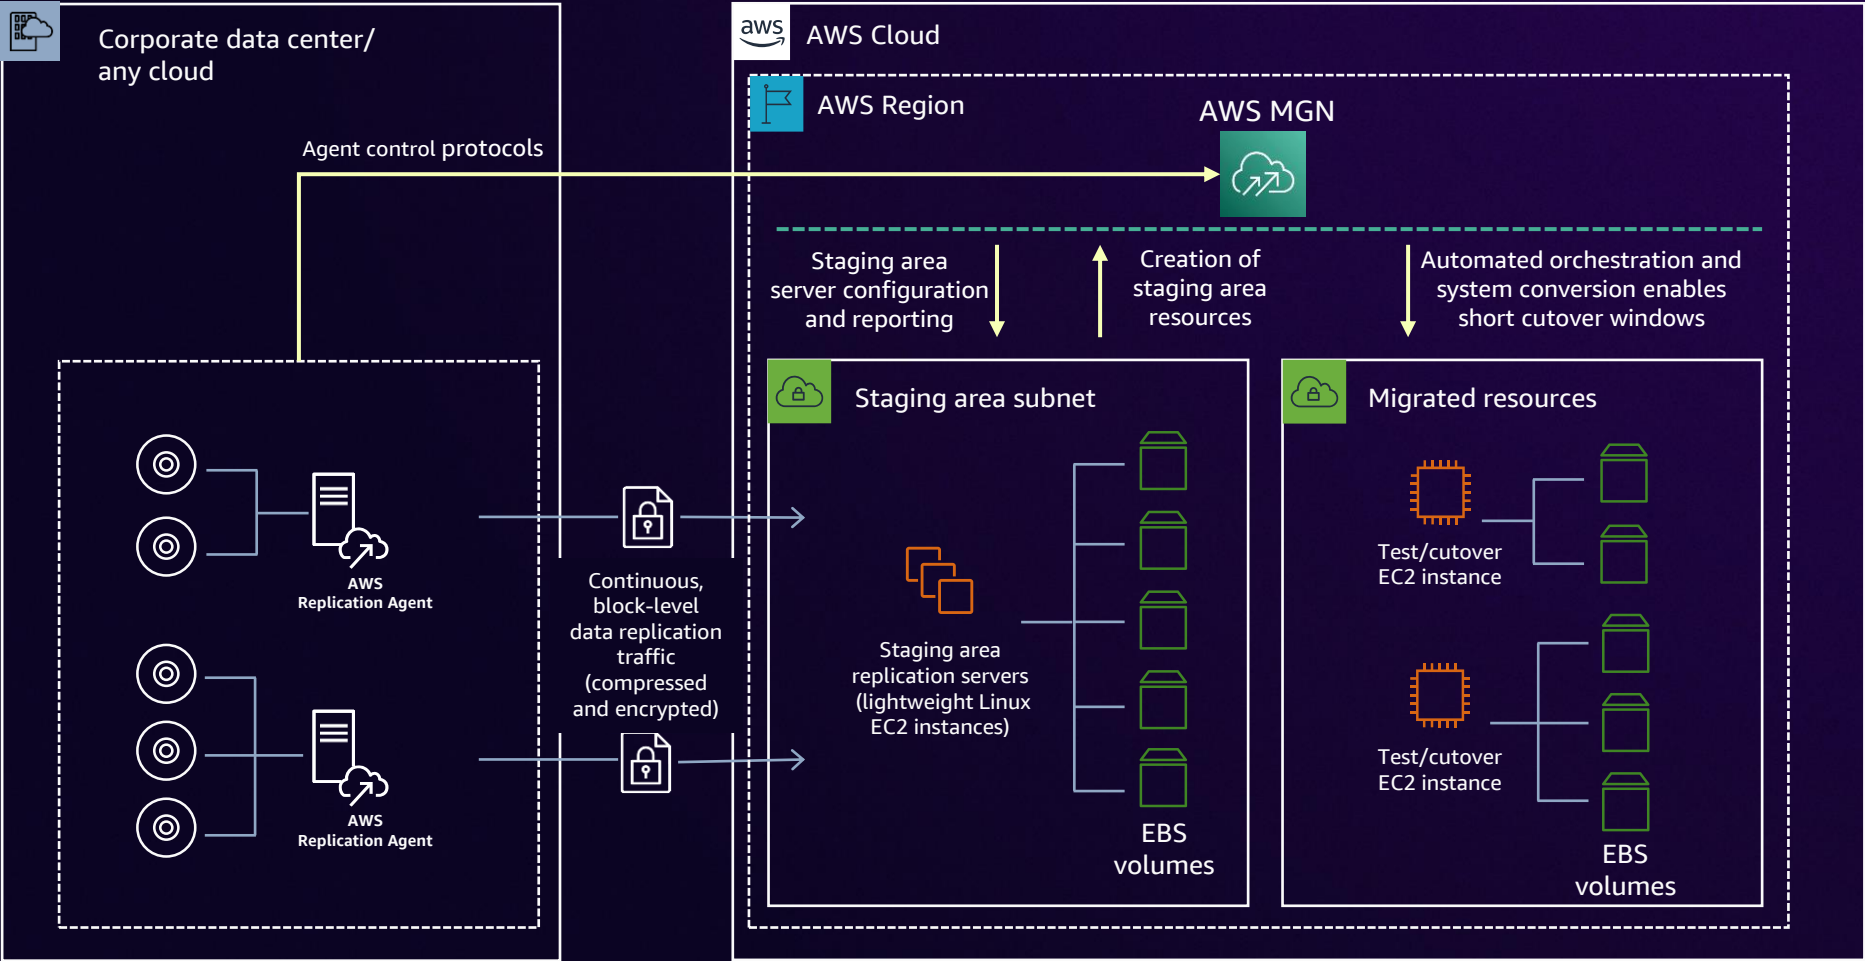 Corporate data center/
any cloud
aws
AWS Cloud
AWS Region
AWS MGN
Agent control protocols
Staging area
server configuration
and reporting
Creation of
staging area
resources
Automated orchestration and
system conversion enables
short cutover windows
Staging area subnet
Migrated resources
AWS
Replication Agent
Continuous,
block-level
data replication
traffic
(compressed
and encrypted)
Staging area
replication servers
(lightweight Linux
EC2 instances)
Test/cutover
EC2 instance
Test/cutover
EC2 instance
AWS
Replication Agent
EBS
volumes
EBS
volumes